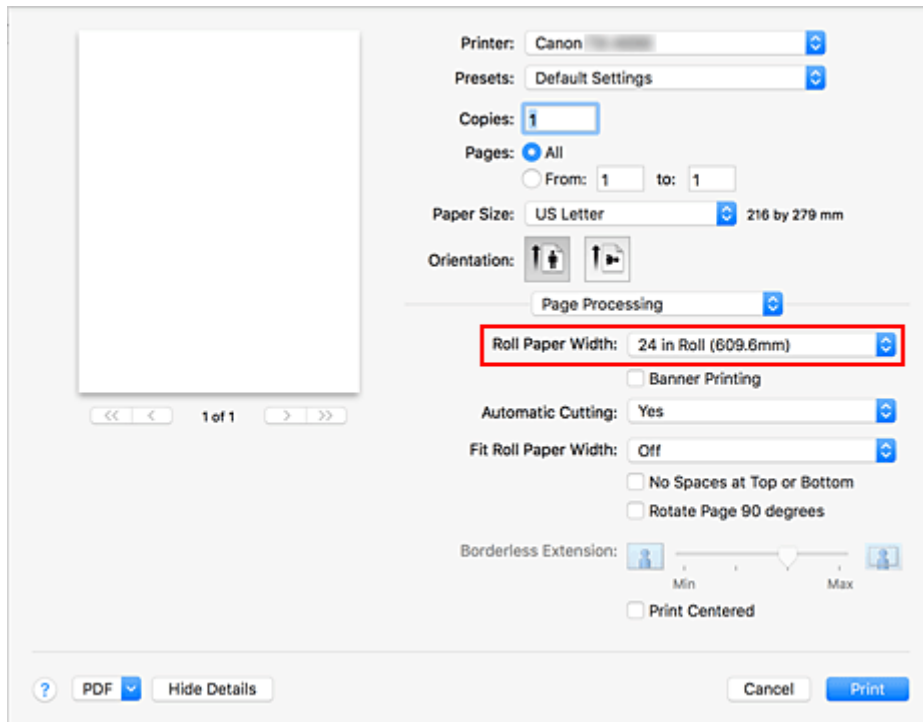 Printer: Canon
Presets: Default Settings
Copies: 1
Pages: All
From: 1 to: 1
Paper Size: US Letter 216 by 279 mm
Orientation:
Page Processing
Roll Paper Width: 24 in Roll (609.6mm)
Banner Printing
<< < 1 of 1 > >>
Automatic Cutting: Yes
Fit Roll Paper Width: Off
No Spaces at Top or Bottom
Rotate Page 90 degrees
Borderless Extension:
Min Max
Print Centered
? PDF Hide Details Cancel Print